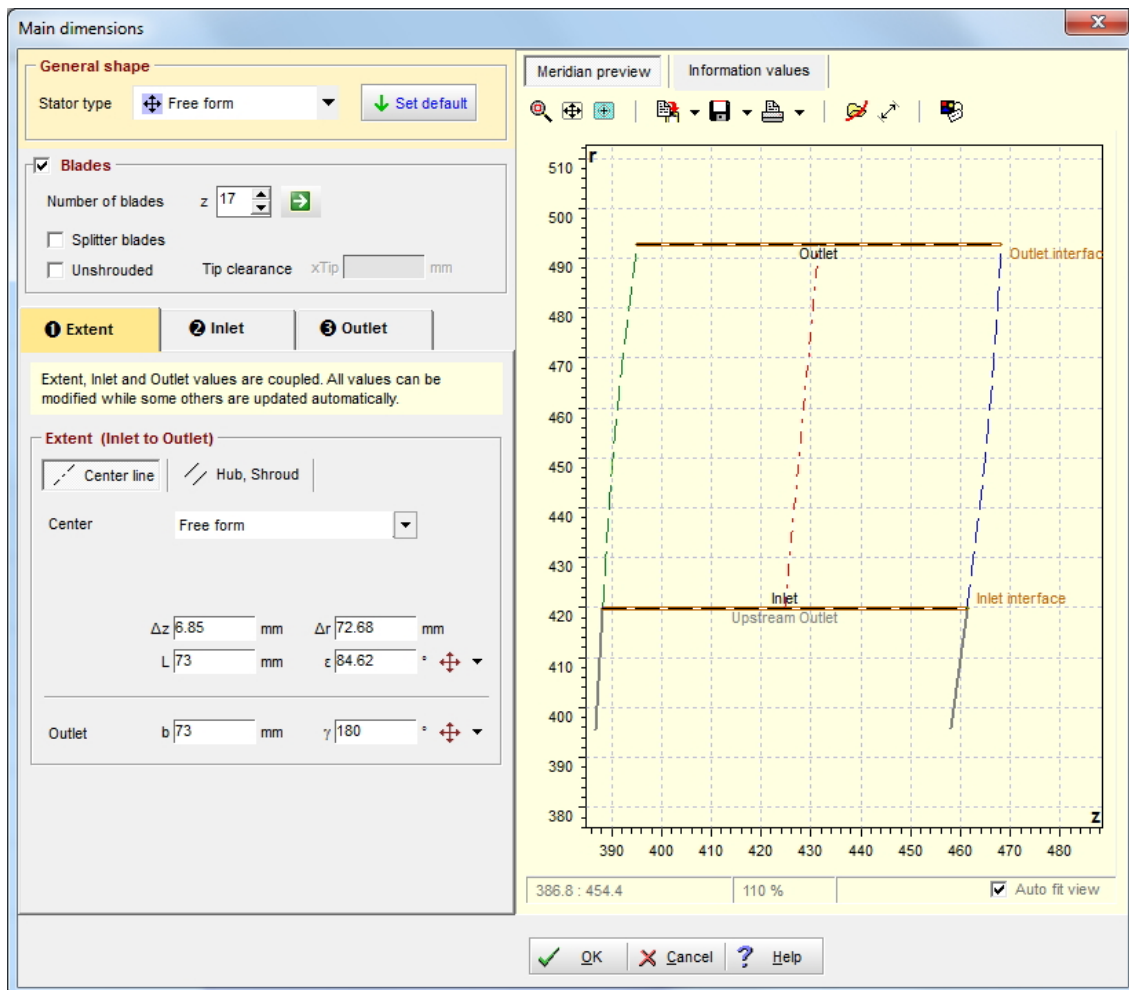 Main dimensions
General shape
Stator type Free form Set default
Blades
Number of blades z 17
Splitter blades
Unshrouded Tip clearance xTip mm
1 Extent 2 Inlet 3 Outlet
Extent, Inlet and Outlet values are coupled. All values can be
modified while some others are updated automatically.
Extent (Inlet to Outlet)
Center line Hub, Shroud
Center Free form
Δz 6.85 mm Δr 72.68 mm
L 73 mm ε 84.62 °
Outlet b 73 mm γ 180 °
Meridian preview Information values
r
510
500
490
480
470
460
450
440
430
420
410
400
390
380
Outlet
Outlet interfac
Inlet
Inlet interface
Upstream Outlet
z
390 400 410 420 430 440 450 460 470 480
386.8 : 454.4 110 % Auto fit view
OK Cancel ? Help